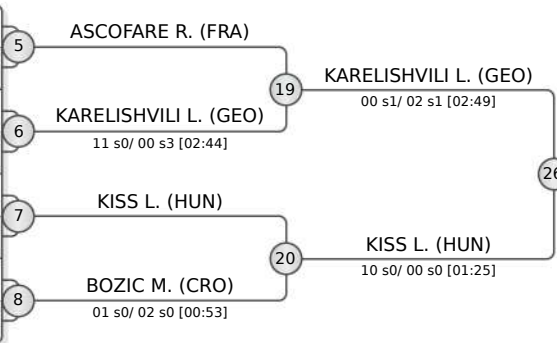 ASCOFARE R. (FRA)
5
19
KARELISHVILI L. (GEO)
00 s1/ 02 s1 [02:49]
KARELISHVILI L. (GEO)
6
11 s0/ 00 s3 [02:44]
26
KISS L. (HUN)
7
20
KISS L. (HUN)
10 s0/ 00 s0 [01:25]
BOZIC M. (CRO)
8
01 s0/ 02 s0 [00:53]